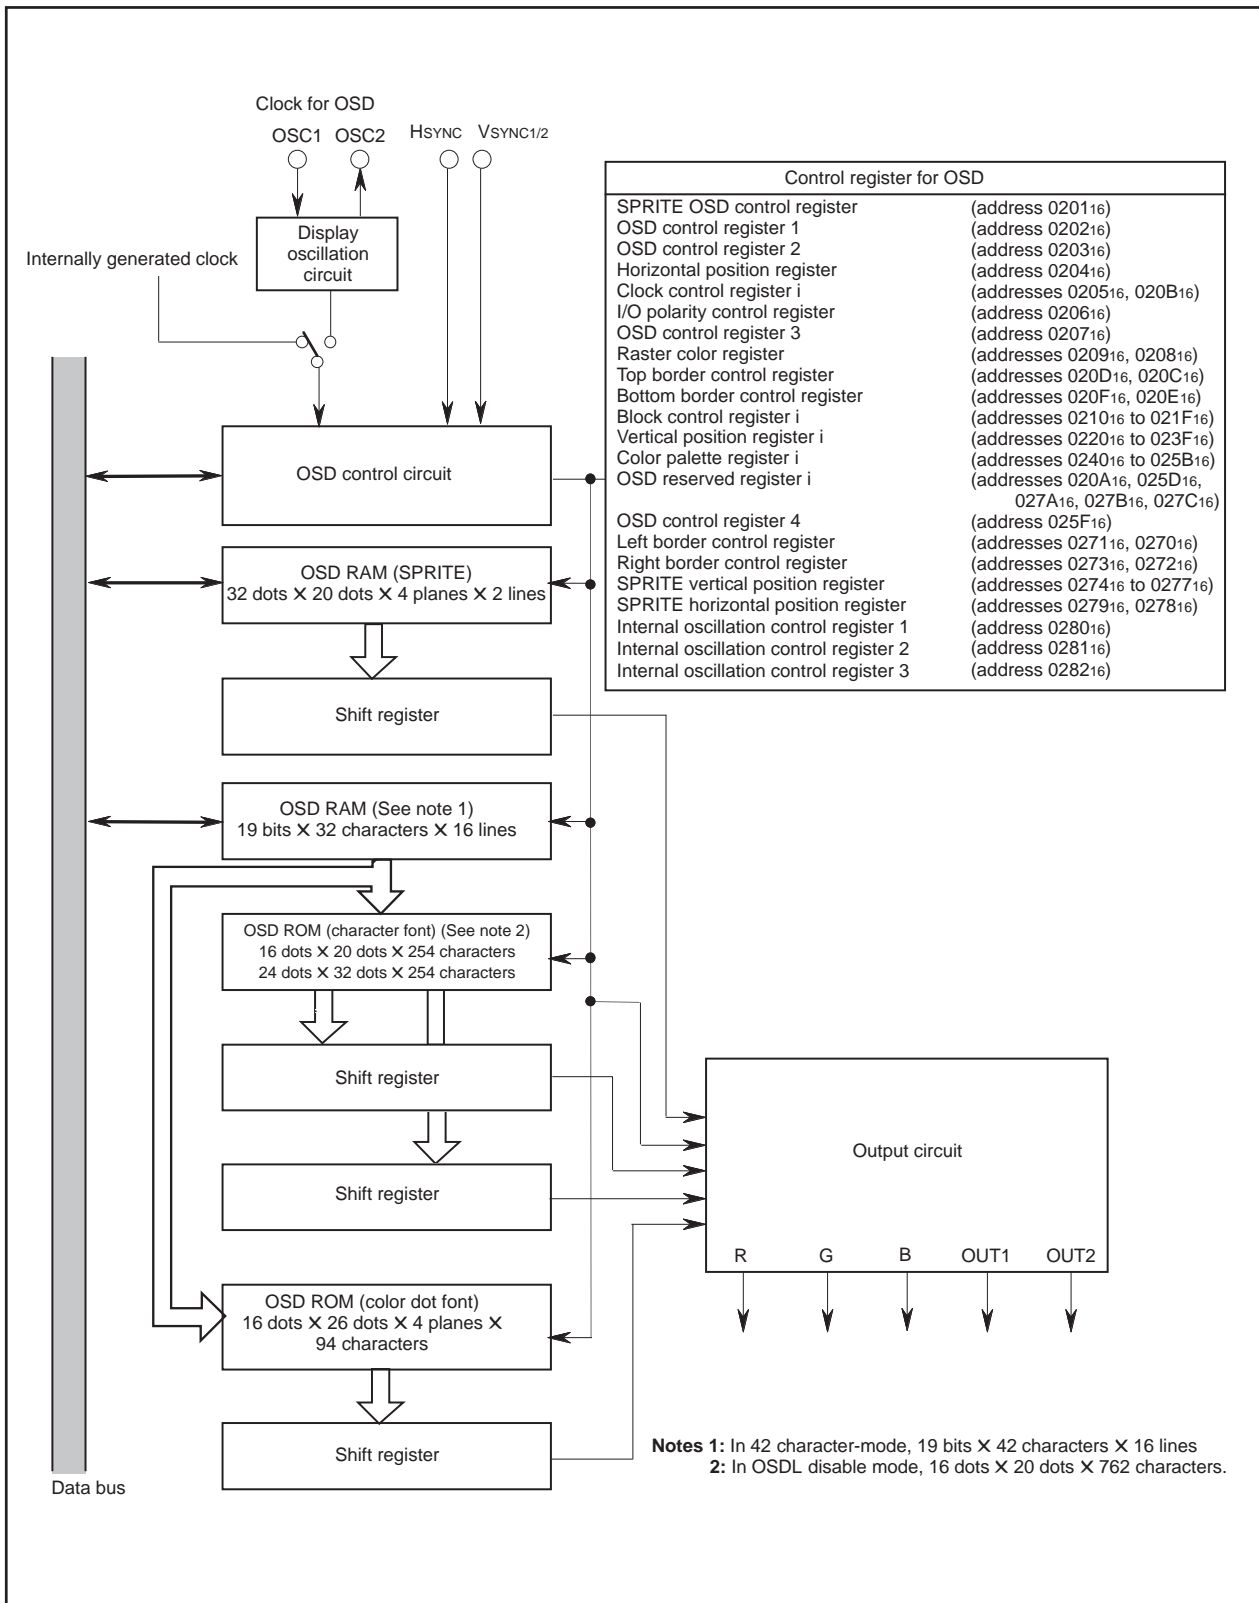 Clock for OSD
OSC1 OSC2 HSYNC VSYNC1/2
Display
oscillation
circuit
Internally generated clock
Control register for OSD
SPRITE OSD control register (address 020116)
OSD control register 1 (address 020216)
OSD control register 2 (address 020316)
Horizontal position register (address 020416)
Clock control register i (addresses 020516, 020B16)
I/O polarity control register (address 020616)
OSD control register 3 (address 020716)
Raster color register (addresses 020916, 020816)
Top border control register (addresses 020D16, 020C16)
Bottom border control register (addresses 020F16, 020E16)
Block control register i (addresses 021016 to 021F16)
Vertical position register i (addresses 022016 to 023F16)
Color palette register i (addresses 024016 to 025B16)
OSD reserved register i (addresses 020A16, 025D16,
027A16, 027B16, 027C16)
OSD control register 4 (address 025F16)
Left border control register (addresses 027116, 027016)
Right border control register (addresses 027316, 027216)
SPRITE vertical position register (addresses 027416 to 027716)
SPRITE horizontal position register (addresses 027916, 027816)
Internal oscillation control register 1 (address 028016)
Internal oscillation control register 2 (address 028116)
Internal oscillation control register 3 (address 028216)
OSD control circuit
OSD RAM (SPRITE)
32 dots × 20 dots × 4 planes × 2 lines
Shift register
OSD RAM (See note 1)
19 bits × 32 characters × 16 lines
OSD ROM (character font) (See note 2)
16 dots × 20 dots × 254 characters
24 dots × 32 dots × 254 characters
Shift register
Shift register
Output circuit
R G B OUT1 OUT2
OSD ROM (color dot font)
16 dots × 26 dots × 4 planes ×
94 characters
Shift register
Data bus
Notes 1: In 42 character-mode, 19 bits × 42 characters × 16 lines
2: In OSDL disable mode, 16 dots × 20 dots × 762 characters.